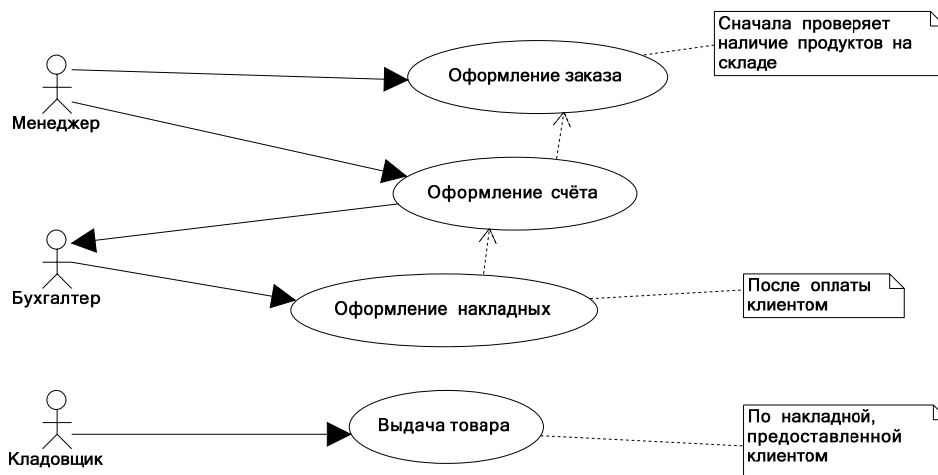 Сначала проверяет
наличие продуктов на
складе
Оформление заказа
Менеджер
Оформление счёта
Бухгалтер
После оплаты
клиентом
Оформление накладных
По накладной,
предоставленной
клиентом
Выдача товара
Кладовщик